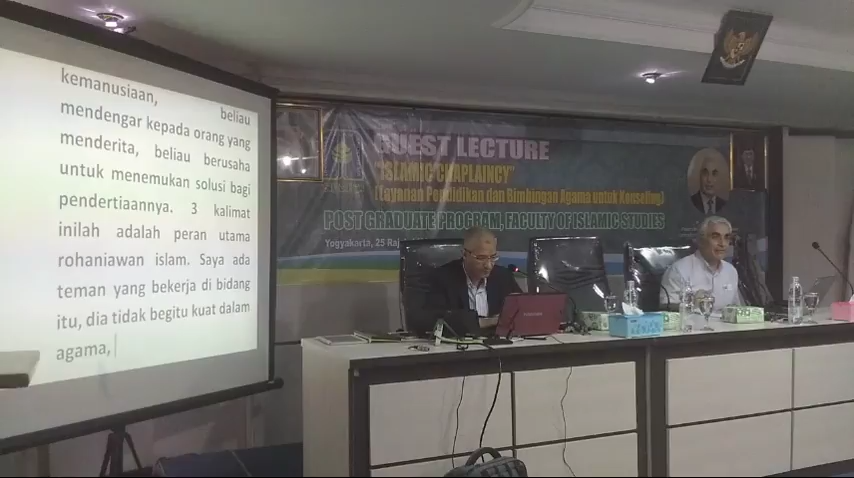 kemanusiaan, beliau
mendengar kepada orang yang
menderita, beliau berusaha
untuk menemukan solusi bagi
pendertiaannya. 3 kalimat
inilah adalah peran utama
rohaniawan islam. Saya ada
teman yang bekerja di bidang
itu, dia tidak begitu kuat dalam
agama,
GUEST LECTURE
"ISLAMIC CHAPLAINCY"
(Layanan Pendidikan dan Bimbingan Agama untuk Konseling)
POST GRADUATE PROGRAM, FACULTY OF ISLAMIC STUDIES
Yogyakarta, 25 Raj